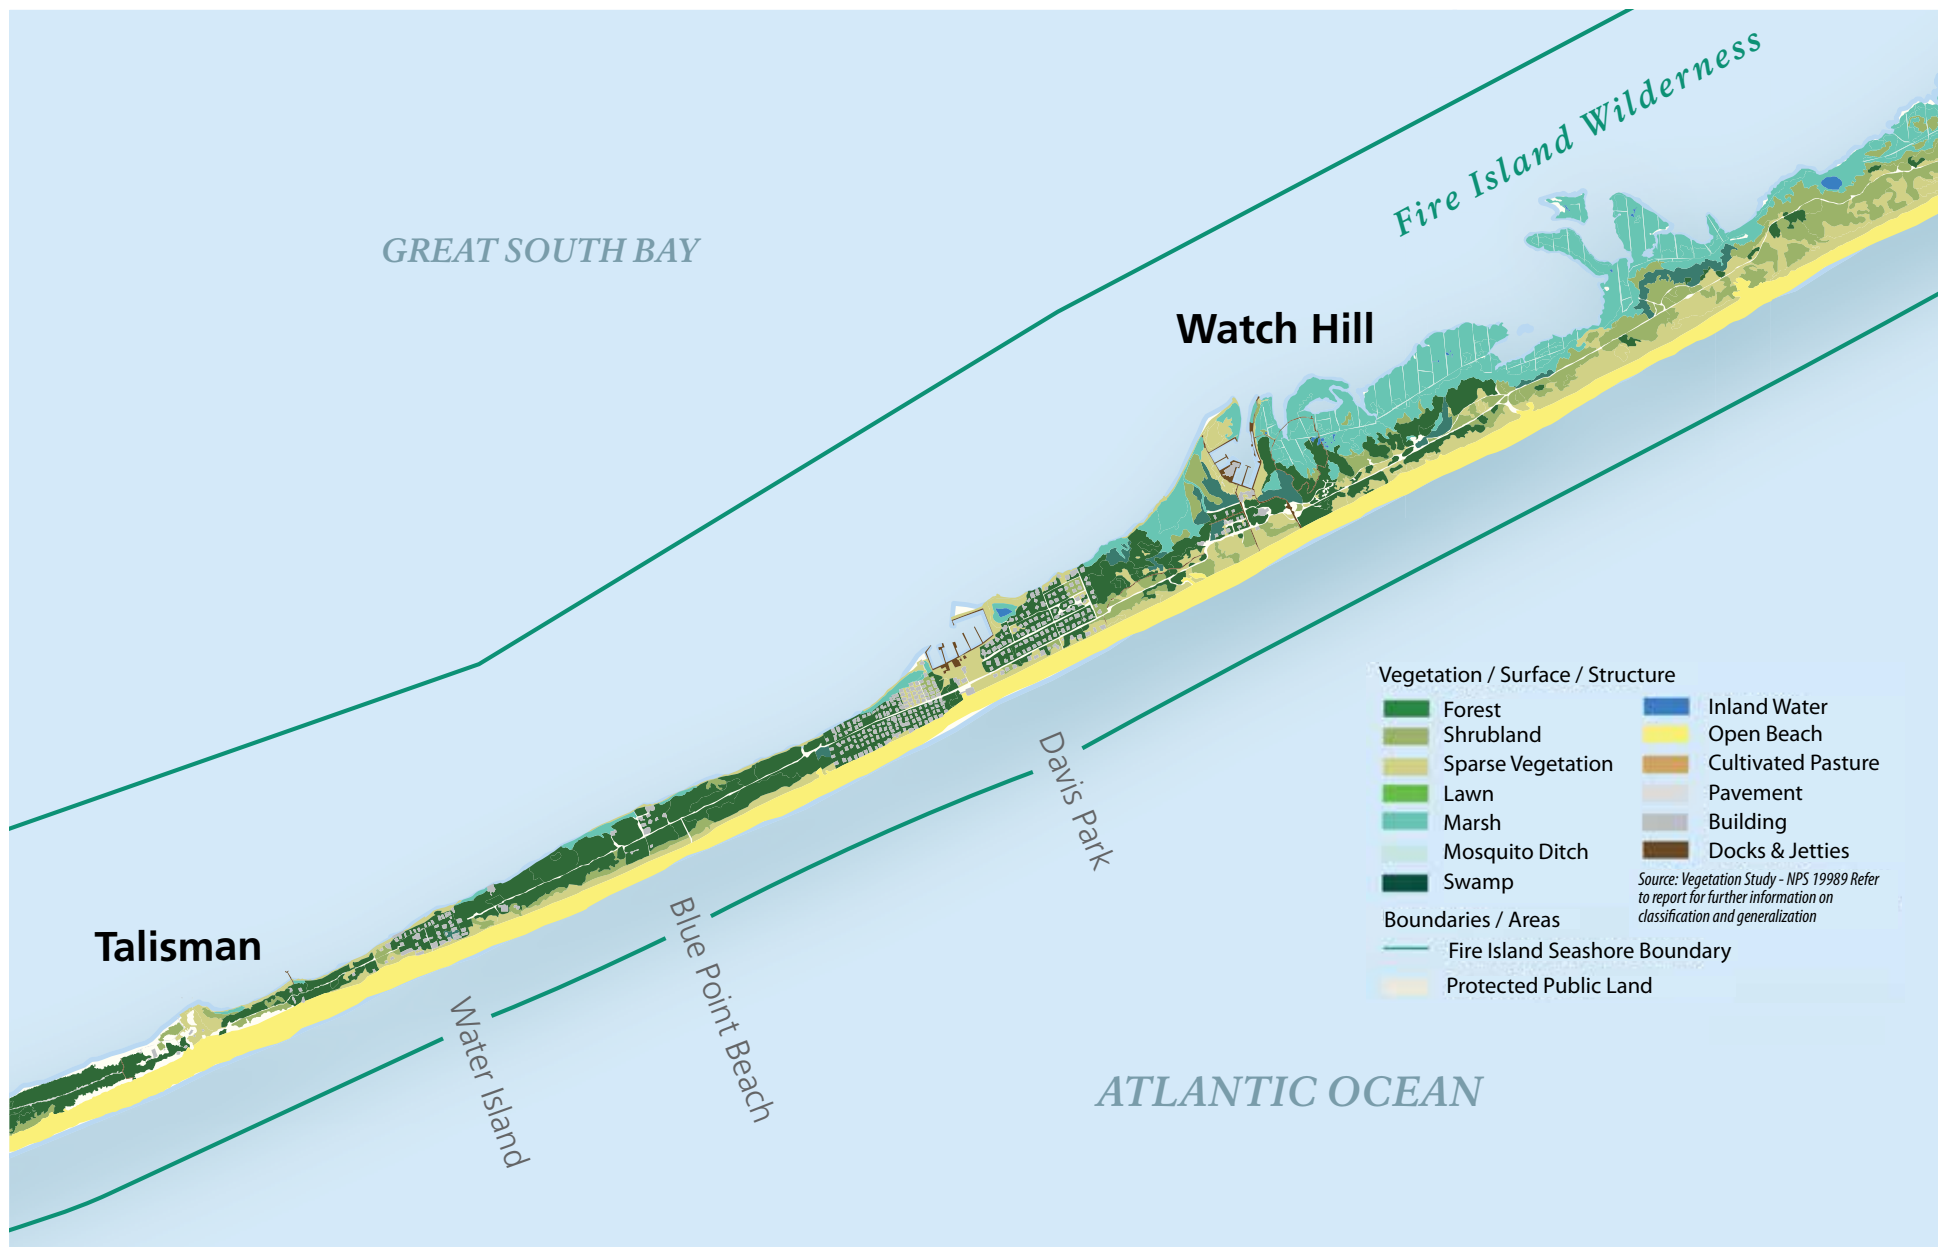 Fire Island Wilderness
GREAT SOUTH BAY
Watch Hill
Talisman
Davis Park
Blue Point Beach
Water Island
ATLANTIC OCEAN
Vegetation / Surface / Structure
Forest
Shrubland
Sparse Vegetation
Lawn
Marsh
Mosquito Ditch
Swamp
Inland Water
Open Beach
Cultivated Pasture
Pavement
Building
Docks & Jetties
Source: Vegetation Study - NPS 19989 Refer
to report for further information on
classification and generalization
Boundaries / Areas
Fire Island Seashore Boundary
Protected Public Land